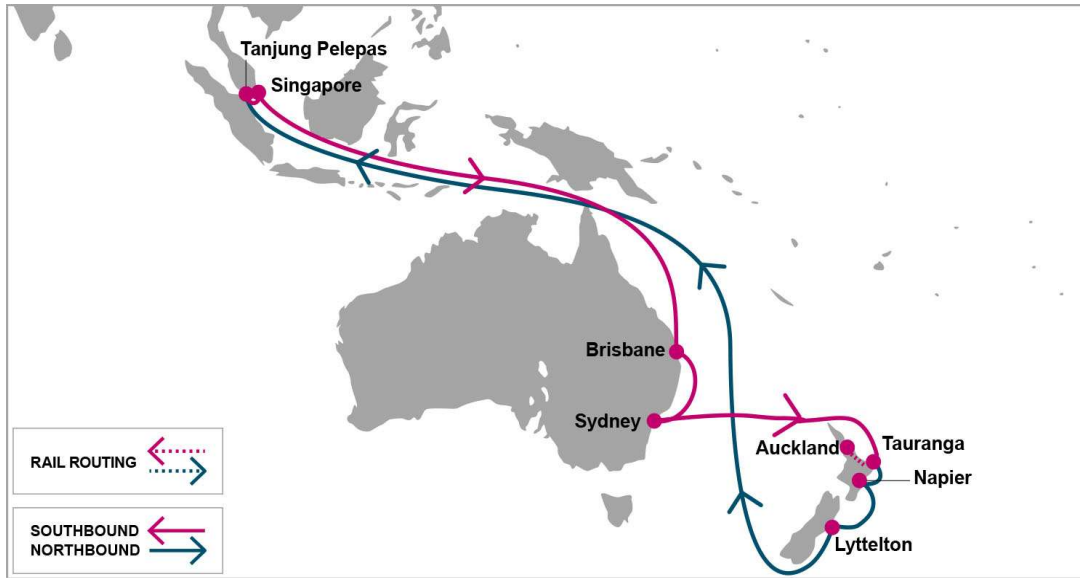 Tanjung Pelepas
Singapore
Brisbane
Sydney
Auckland
Tauranga
Napier
Lyttelton
RAIL ROUTING
SOUTHBOUND
NORTHBOUND